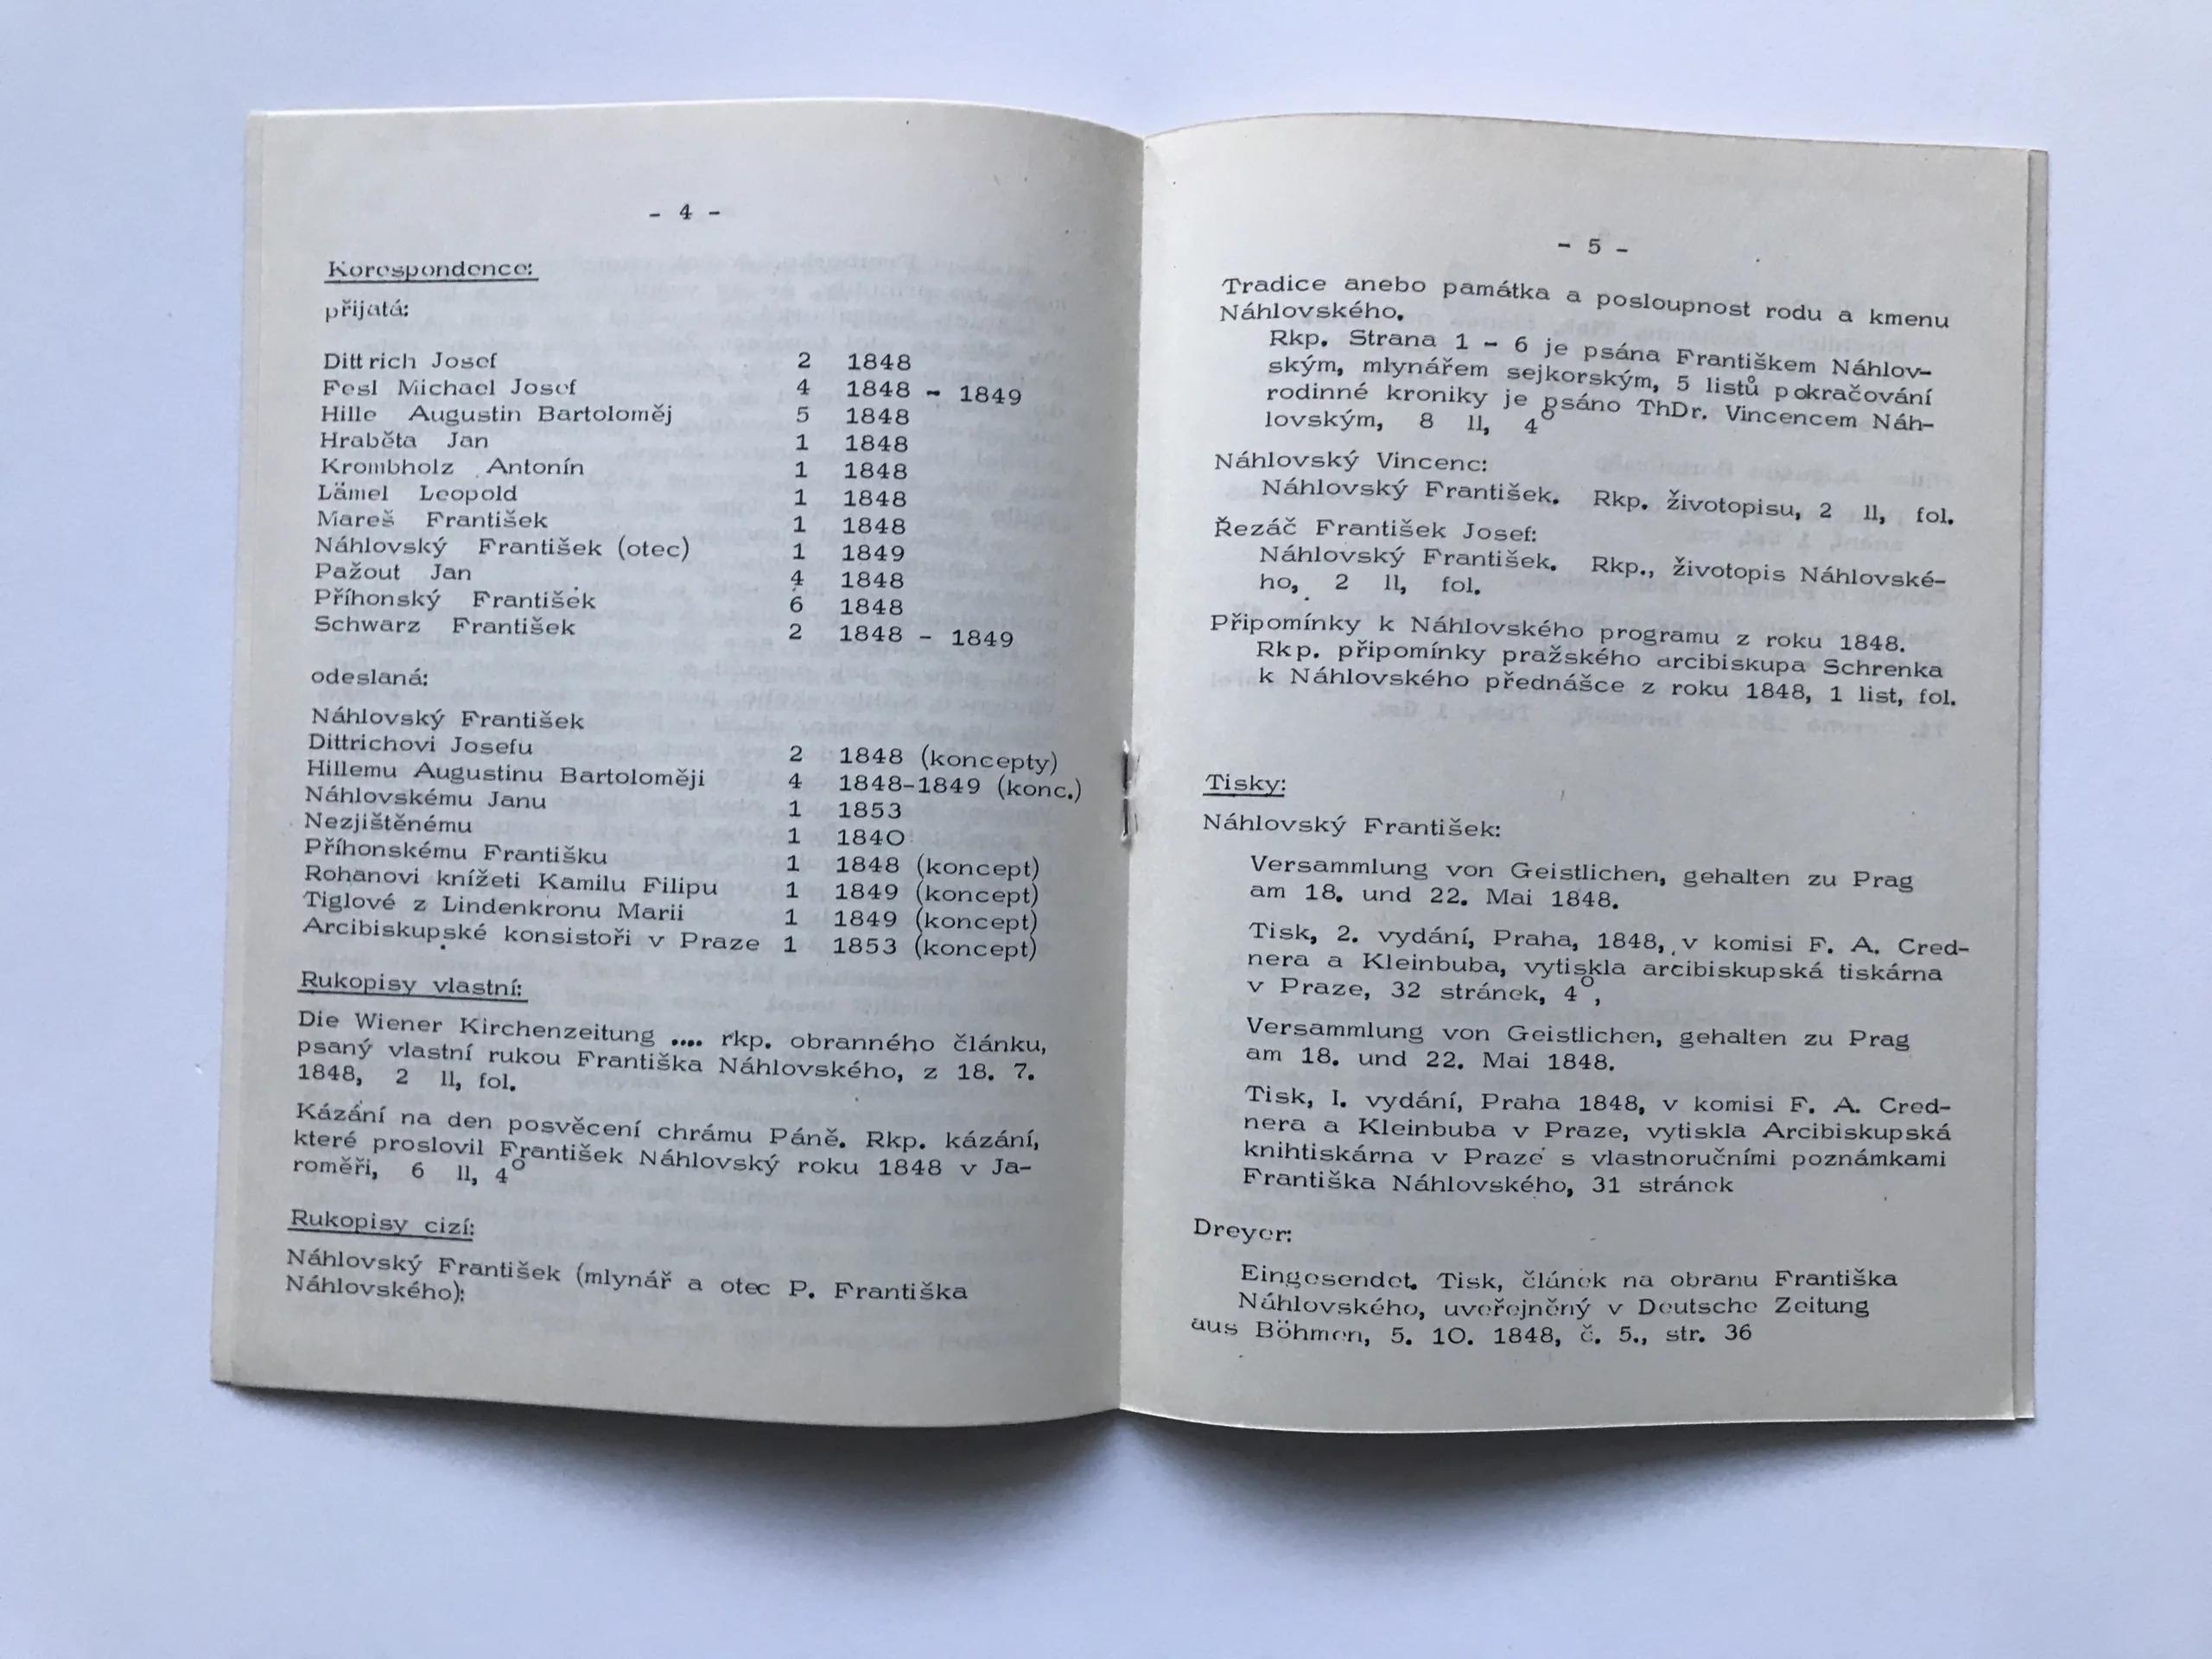 - 4 -
Korespondence:
přijatá:
Dittrich Josef 2 1848
Fesl Michael Josef 4 1848 - 1849
Hille Augustin Bartoloměj 5 1848
Hraběta Jan 1 1848
Krombholz Antonín 1 1848
Lämel Leopold 1 1848
Mareš František 1 1848
Náhlovský František (otec) 1 1849
Pažout Jan 4 1848
Příhonský František 6 1848
Schwarz František 2 1848 - 1849
odeslaná:
Náhlovský František
Dittrichovi Josefu 2 1848 (koncepty)
Hillemu Augustinu Bartoloměji 4 1848-1849 (konc.)
Náhlovskému Janu 1 1853
Nezjištěnému 1 1840
Příhonskému Františku 1 1848 (koncept)
Rohanovi knížeti Kamilu Filipu 1 1849 (koncept)
Tiglové z Lindenkronu Marii 1 1849 (koncept)
Arcibiskupské konsistoři v Praze 1 1853 (koncept)
Rukopisy vlastní:
Die Wiener Kirchenzeitung .... rkp. obranného článku,
psaný vlastní rukou Františka Náhlovského, z 18. 7.
1848, 2 ll, fol.
Kázání na den posvěcení chrámu Páně. Rkp. kázání,
které proslovil František Náhlovský roku 1848 v Ja-
roměři, 6 ll, 4°
Rukopisy cizí:
Náhlovský František (mlynář a otec P. Františka
Náhlovského):
- 5 -
Tradice anebo památka a posloupnost rodu a kmenu
Náhlovského.
Rkp. Strana 1 - 6 je psána Františkem Náhlov-
ským, mlynářem sejkorským, 5 listů pokračování
rodinné kroniky je psáno ThDr. Vincencem Náh-
lovským, 8 ll, 4°
Náhlovský Vincenc:
Náhlovský František. Rkp. životopisu, 2 ll, fol.
Řezáč František Josef:
Náhlovský František. Rkp., životopis Náhlovské-
ho, 2 ll, fol.
Připomínky k Náhlovského programu z roku 1848.
Rkp. připomínky pražského arcibiskupa Schrenka
k Náhlovského přednášce z roku 1848, 1 list, fol.
Tisky:
Náhlovský František:
Versammlung von Geistlichen, gehalten zu Prag
am 18. und 22. Mai 1848.
Tisk, 2. vydání, Praha, 1848, v komisi F. A. Cred-
nera a Kleinbuba, vytiskla arcibiskupská tiskárna
v Praze, 32 stránek, 4°,
Versammlung von Geistlichen, gehalten zu Prag
am 18. und 22. Mai 1848.
Tisk, I. vydání, Praha 1848, v komisi F. A. Cred-
nera a Kleinbuba v Praze, vytiskla Arcibiskupská
knihtiskárna v Praze s vlastnoručními poznámkami
Františka Náhlovského, 31 stránek
Dreyer:
Eingesendet. Tisk, článek na obranu Františka
Náhlovského, uveřejněný v Deutsche Zeitung
aus Böhmen, 5. 10. 1848, č. 5., str. 36